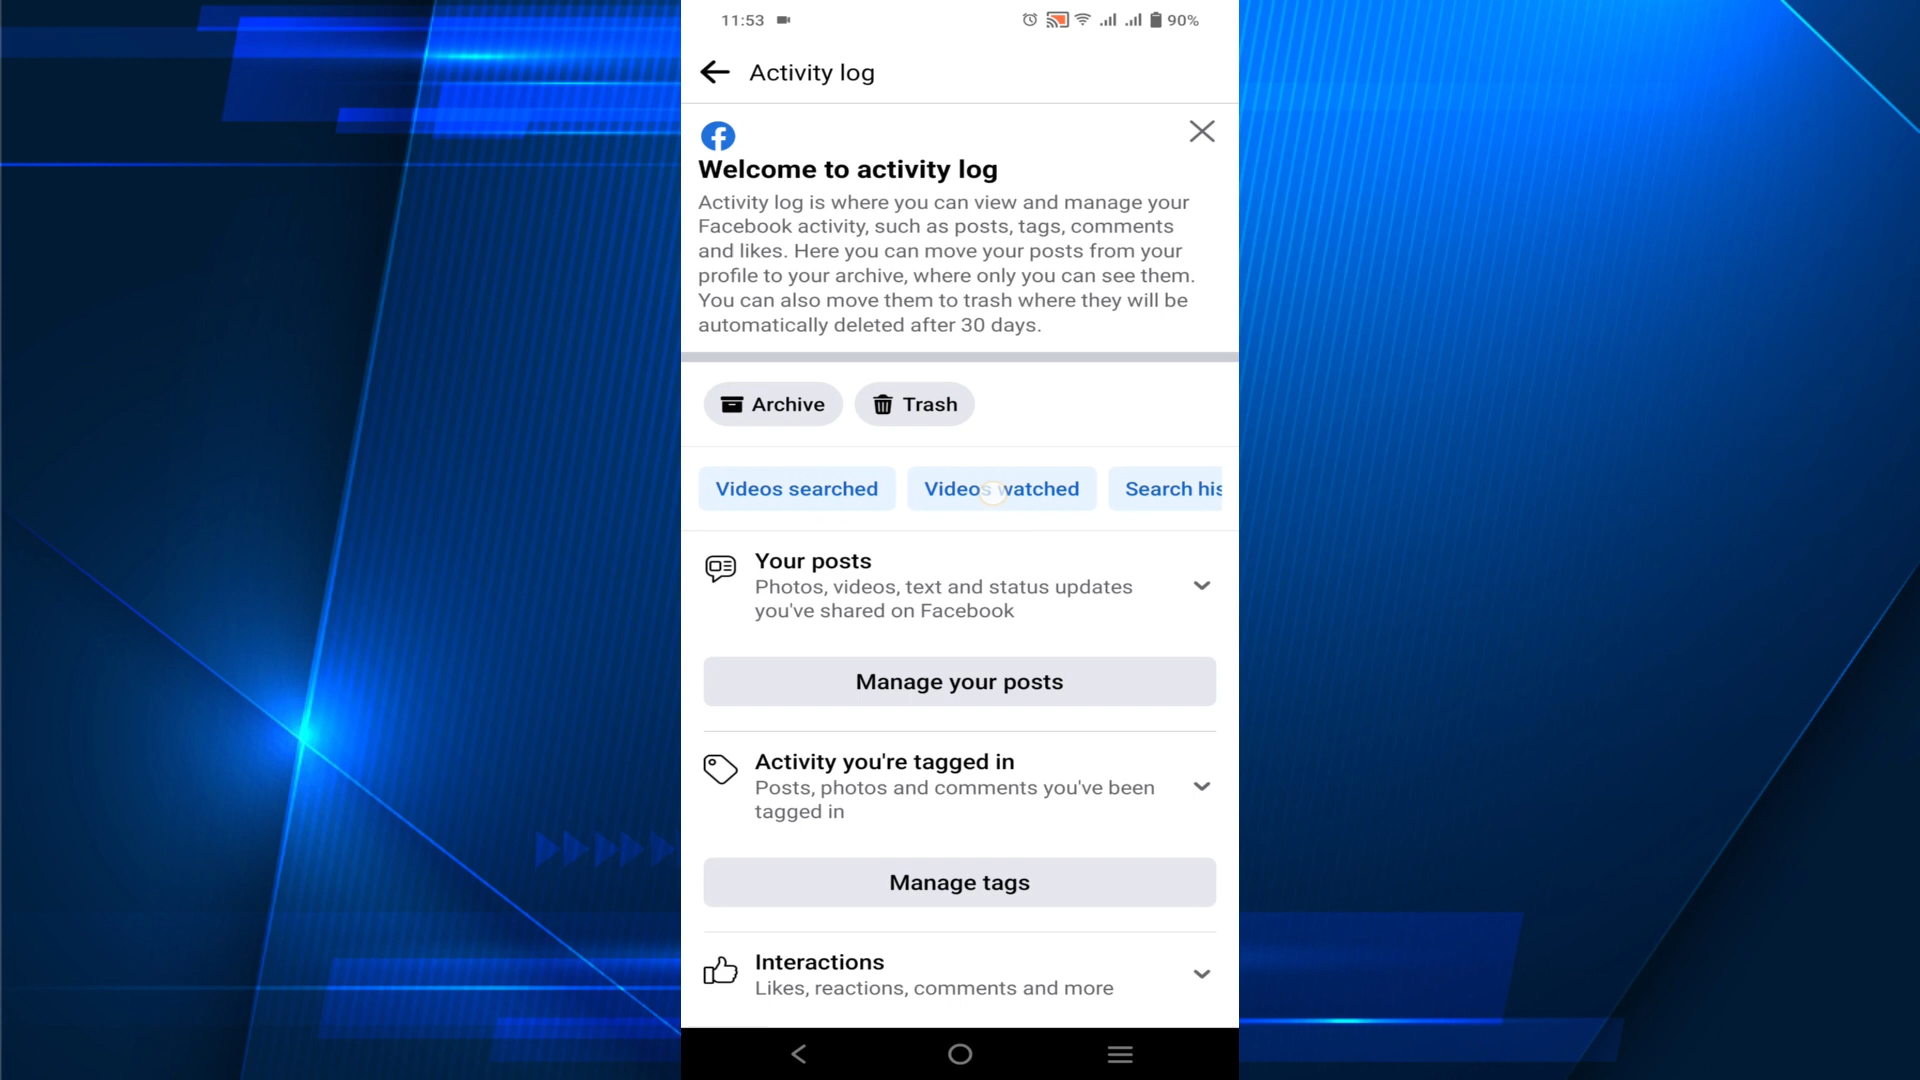 11:53 90%
Activity log
Welcome to activity log
Activity log is where you can view and manage your
Facebook activity, such as posts, tags, comments
and likes. Here you can move your posts from your
profile to your archive, where only you can see them.
You can also move them to trash where they will be
automatically deleted after 30 days.
Archive Trash
Videos searched Videos watched Search his
Your posts
Photos, videos, text and status updates
you've shared on Facebook
Manage your posts
Activity you're tagged in
Posts, photos and comments you've been
tagged in
Manage tags
Interactions
Likes, reactions, comments and more